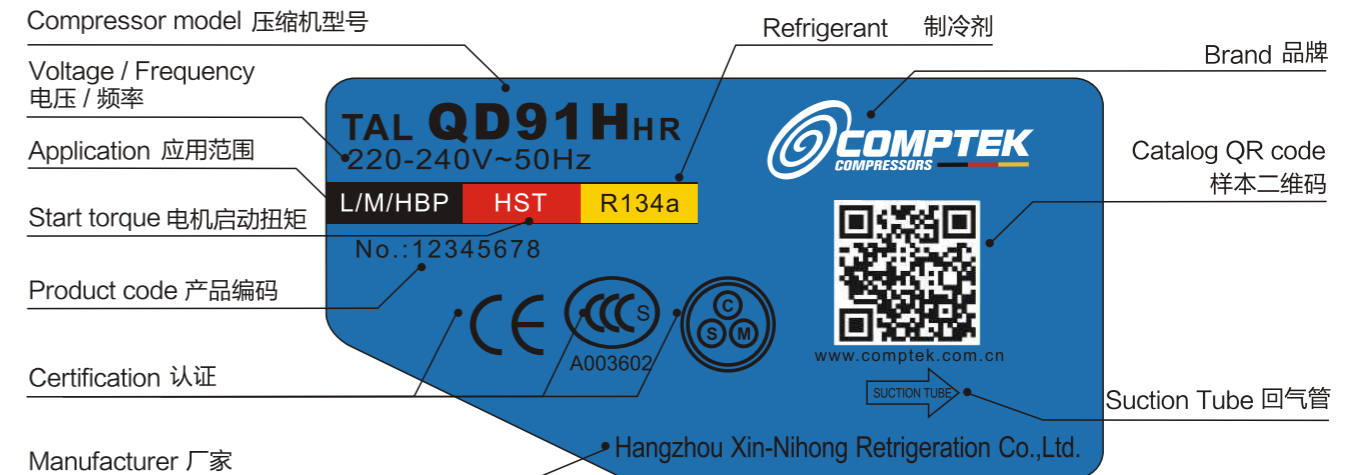 Compressor model 压缩机型号
Refrigerant 制冷剂
Brand 品牌
Voltage / Frequency
电压 / 频率
Application 应用范围
Start torque 电机启动扭矩
Product code 产品编码
Certification 认证
Manufacturer 厂家
TAL QD91HHR
220-240V~50Hz
L/M/HBP HST R134a
No.:12345678
CE
CCC S
A003602
C
S M
COMPTEK
COMPRESSORS
www.comptek.com.cn
SUCTION TUBE
Hangzhou Xin-Nihong Retrigeration Co.,Ltd.
Catalog QR code
样本二维码
Suction Tube 回气管